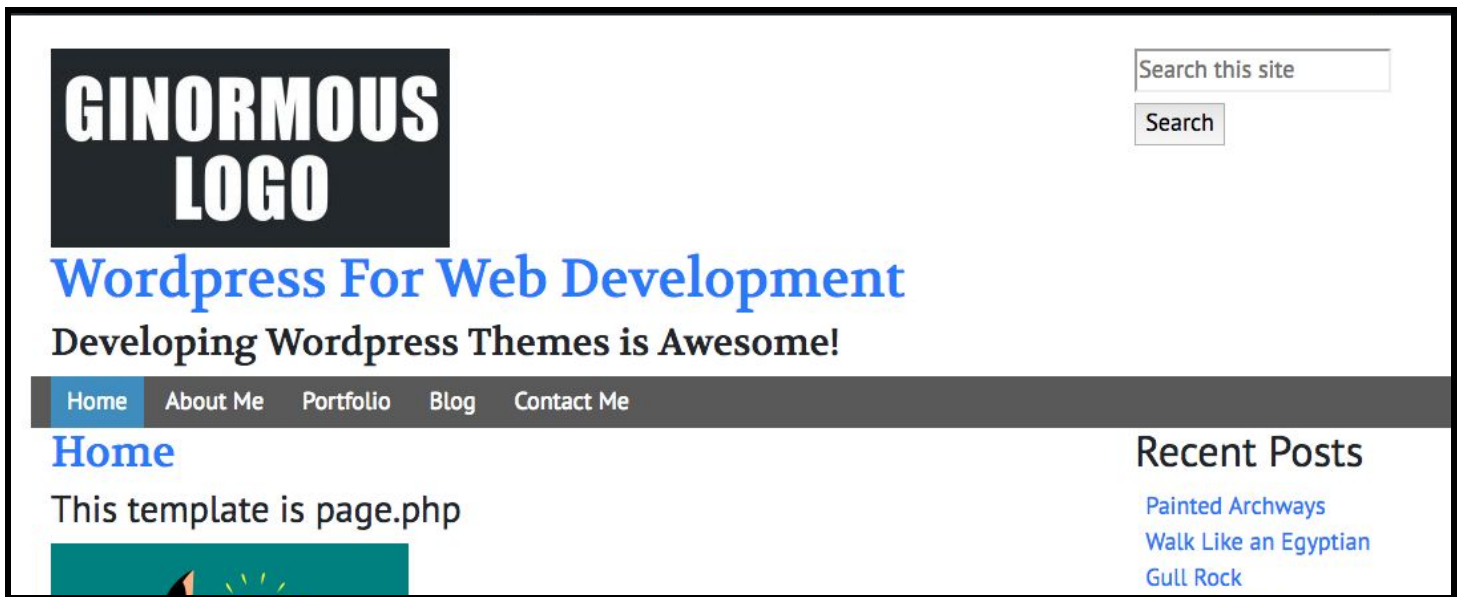 GINORMOUS
LOGO
Search this site
Search
Wordpress For Web Development
Developing Wordpress Themes is Awesome!
Home About Me Portfolio Blog Contact Me
Home
This template is page.php
Recent Posts
Painted Archways
Walk Like an Egyptian
Gull Rock